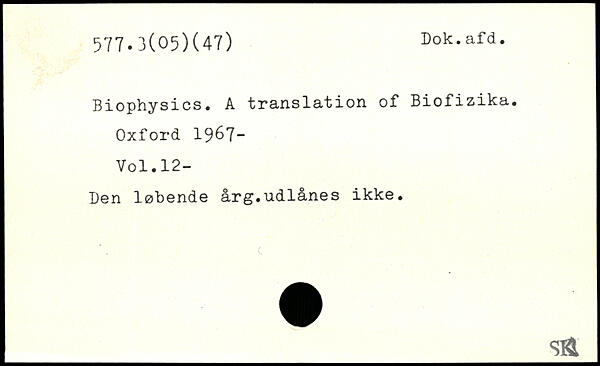 577.3(05)(47) Dok.afd.
Biophysics. A translation of Biofizika.
Oxford 1967-
Vol.12-
Den løbende årg.udlånes ikke.
SK